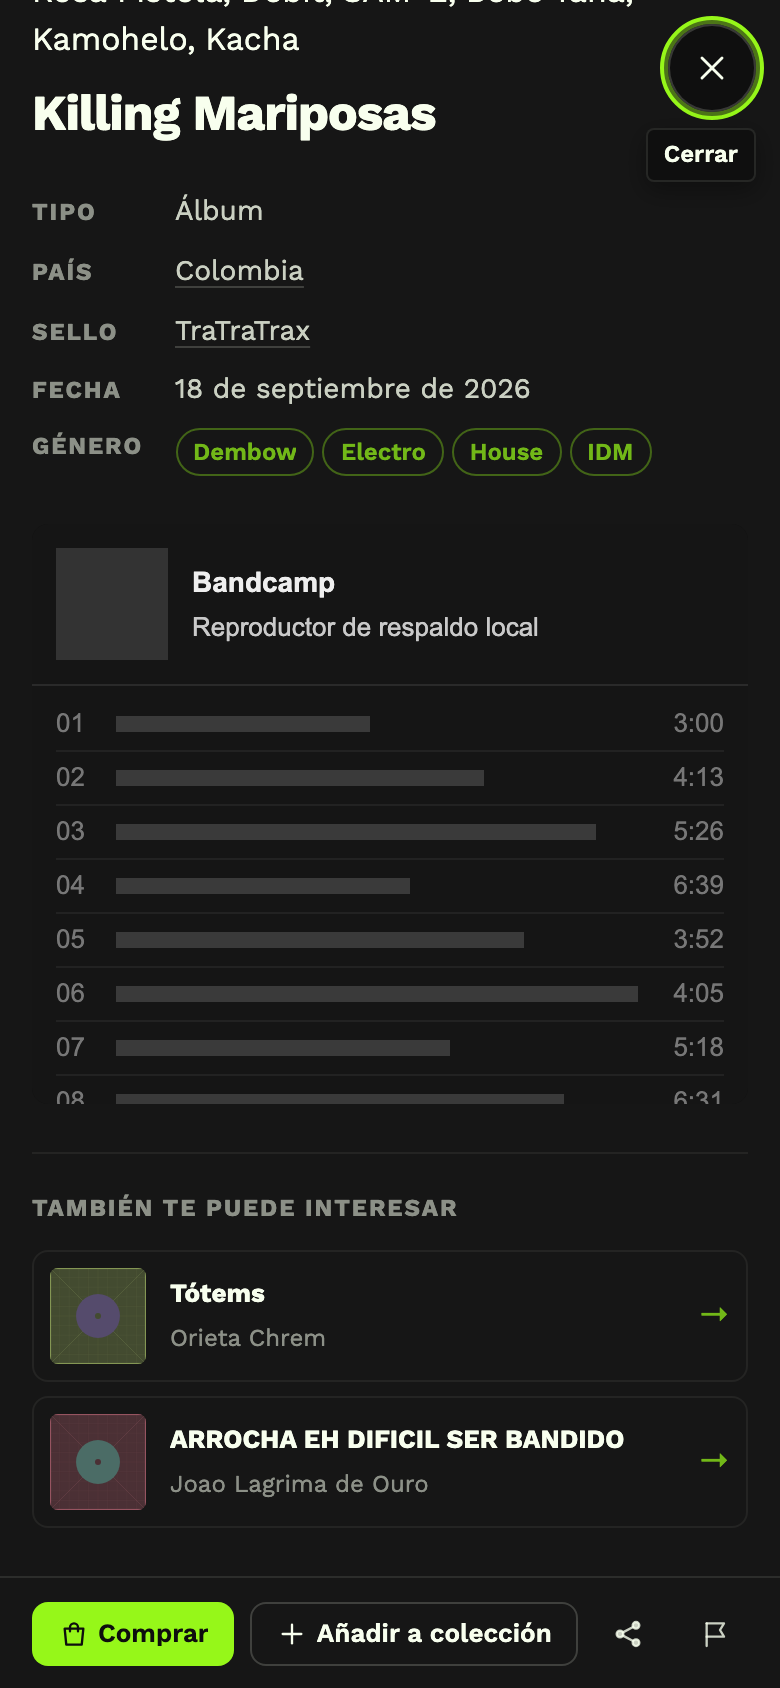 Kamohelo, Kacha
Killing Mariposas
Cerrar
TIPO Álbum
PAÍS Colombia
SELLO TraTraTrax
FECHA 18 de septiembre de 2026
GÉNERO Dembow Electro House IDM
Bandcamp
Reproductor de respaldo local
01 3:00
02 4:13
03 5:26
04 6:39
05 3:52
06 4:05
07 5:18
08 6:31
TAMBIÉN TE PUEDE INTERESAR
Tótems
Orieta Chrem
ARROCHA EH DIFICIL SER BANDIDO
Joao Lagrima de Ouro
Comprar Añadir a colección